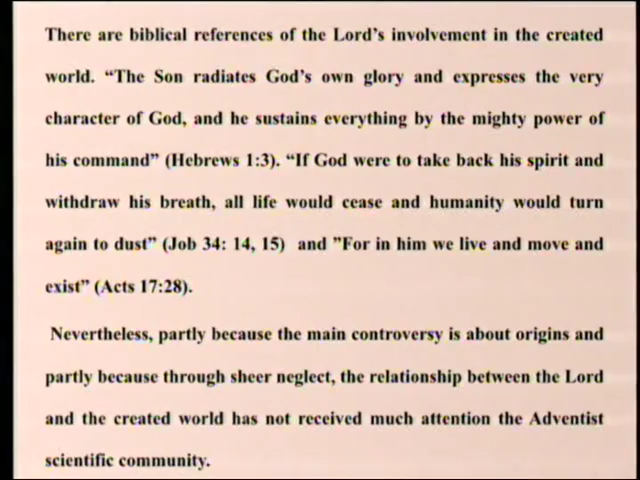 There are biblical references of the Lord's involvement in the created
world. “The Son radiates God's own glory and expresses the very
character of God, and he sustains everything by the mighty power of
his command” (Hebrews 1:3). “If God were to take back his spirit and
withdraw his breath, all life would cease and humanity would turn
again to dust” (Job 34: 14, 15)  and ”For in him we live and move and
exist” (Acts 17:28).
Nevertheless, partly because the main controversy is about origins and
partly because through sheer neglect, the relationship between the Lord
and the created world has not received much attention the Adventist
scientific community.